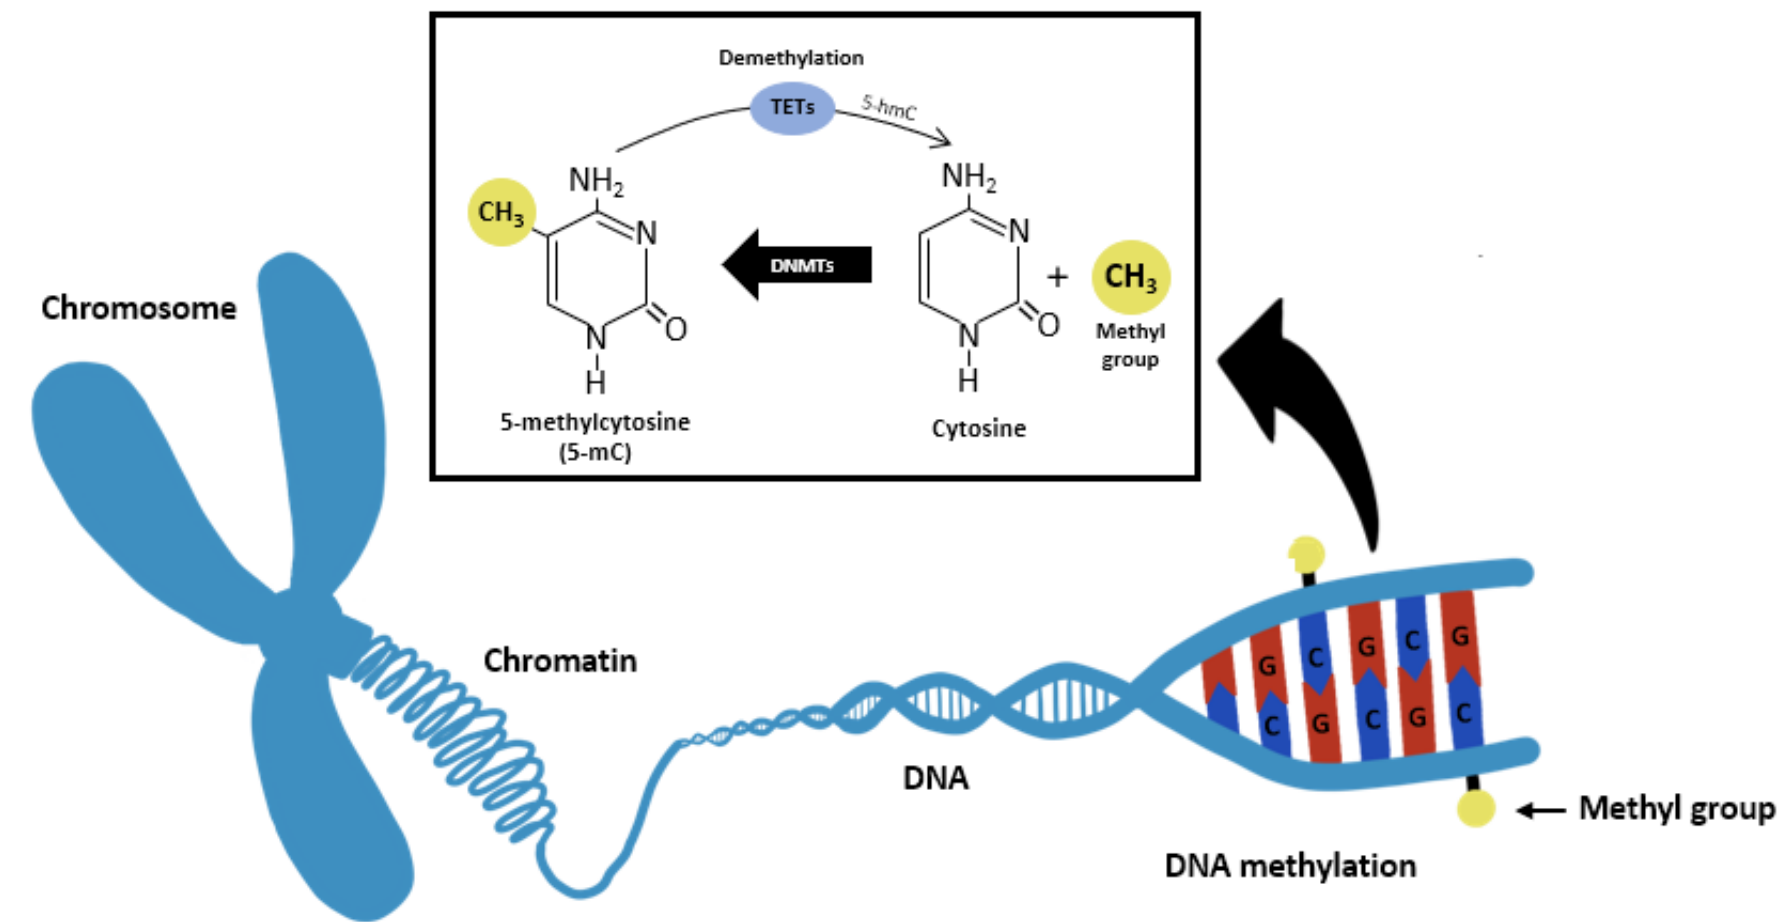 Demethylation
TETs
5-hmC
NH₂
CH₃
N
O
N
H
5-methylcytosine
(5-mC)
DNMTs
NH₂
N
O
N
H
Cytosine
+
CH₃
Methyl
group
Chromosome
Chromatin
DNA
G C G C G
C G C G C
Methyl group
DNA methylation